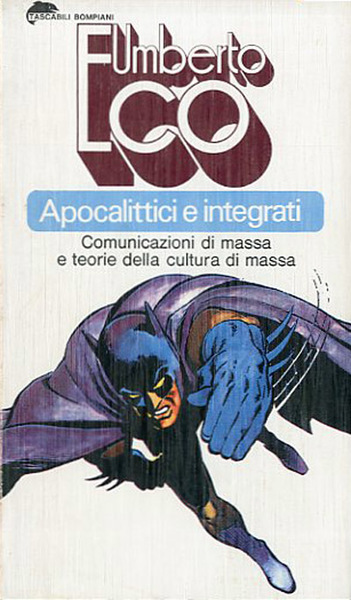 TASCABILI BOMPIANI
Umberto
Eco
Apocalittici e integrati
Comunicazioni di massa
e teorie della cultura di massa